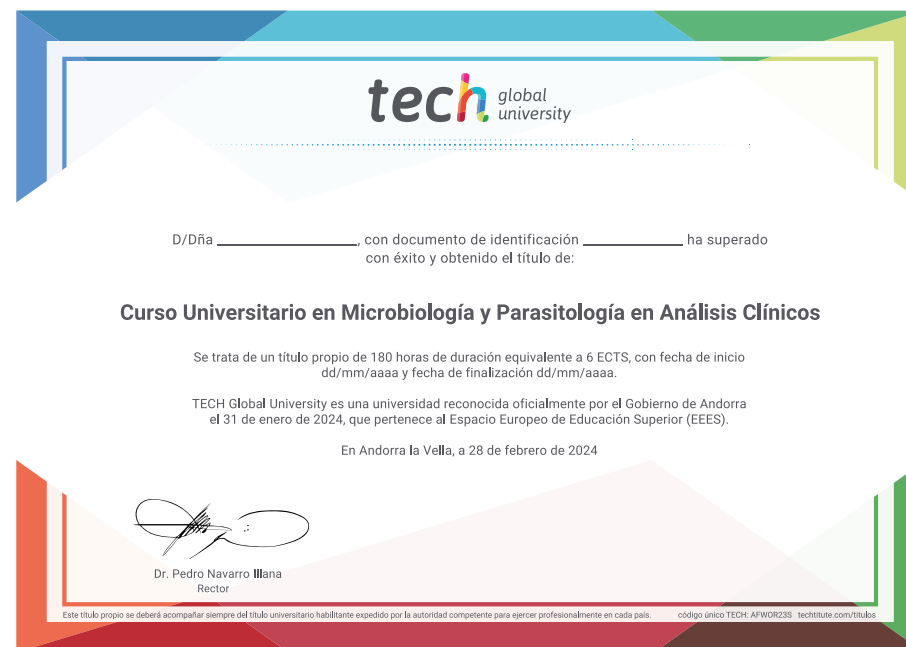 tech global university
D/Dña ____________________, con documento de identificación ______________ ha superado
con éxito y obtenido el título de:
Curso Universitario en Microbiología y Parasitología en Análisis Clínicos
Se trata de un título propio de 180 horas de duración equivalente a 6 ECTS, con fecha de inicio
dd/mm/aaaa y fecha de finalización dd/mm/aaaa.
TECH Global University es una universidad reconocida oficialmente por el Gobierno de Andorra
el 31 de enero de 2024, que pertenece al Espacio Europeo de Educación Superior (EEES).
En Andorra la Vella, a 28 de febrero de 2024
Dr. Pedro Navarro Illana
Rector
Este título propio se deberá acompañar siempre del título universitario habilitante expedido por la autoridad competente para ejercer profesionalmente en cada país. código único TECH: AFWOR23S techtitute.com/titulos